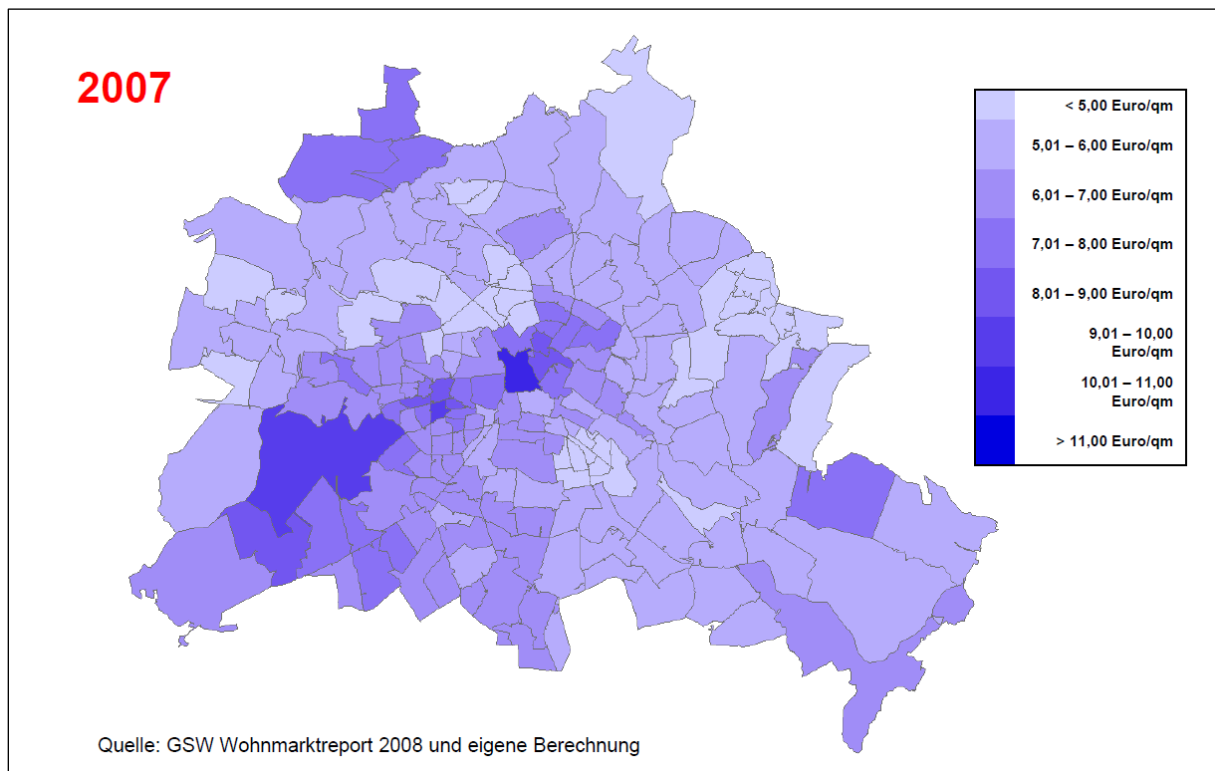 2007
< 5,00 Euro/qm
5,01 – 6,00 Euro/qm
6,01 – 7,00 Euro/qm
7,01 – 8,00 Euro/qm
8,01 – 9,00 Euro/qm
9,01 – 10,00
Euro/qm
10,01 – 11,00
Euro/qm
> 11,00 Euro/qm
Quelle: GSW Wohnmarktreport 2008 und eigene Berechnung